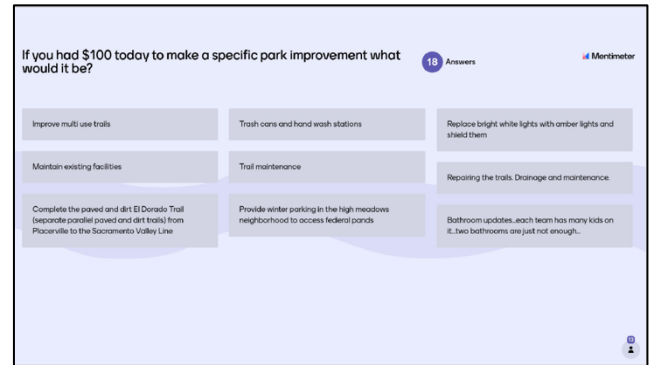 If you had $100 today to make a specific park improvement what
would it be?
18 Answers
Mentimeter
Improve multi use trails
Trash cans and hand wash stations
Replace bright white lights with amber lights and
shield them
Maintain existing facilities
Trail maintenance
Repairing the trails. Drainage and maintenance.
Complete the paved and dirt El Dorado Trail
(separate parallel paved and dirt trails) from
Placerville to the Sacramento Valley Line
Provide winter parking in the high meadows
neighborhood to access federal pands
Bathroom updates...each team has many kids on
it...two bathrooms are just not enough...